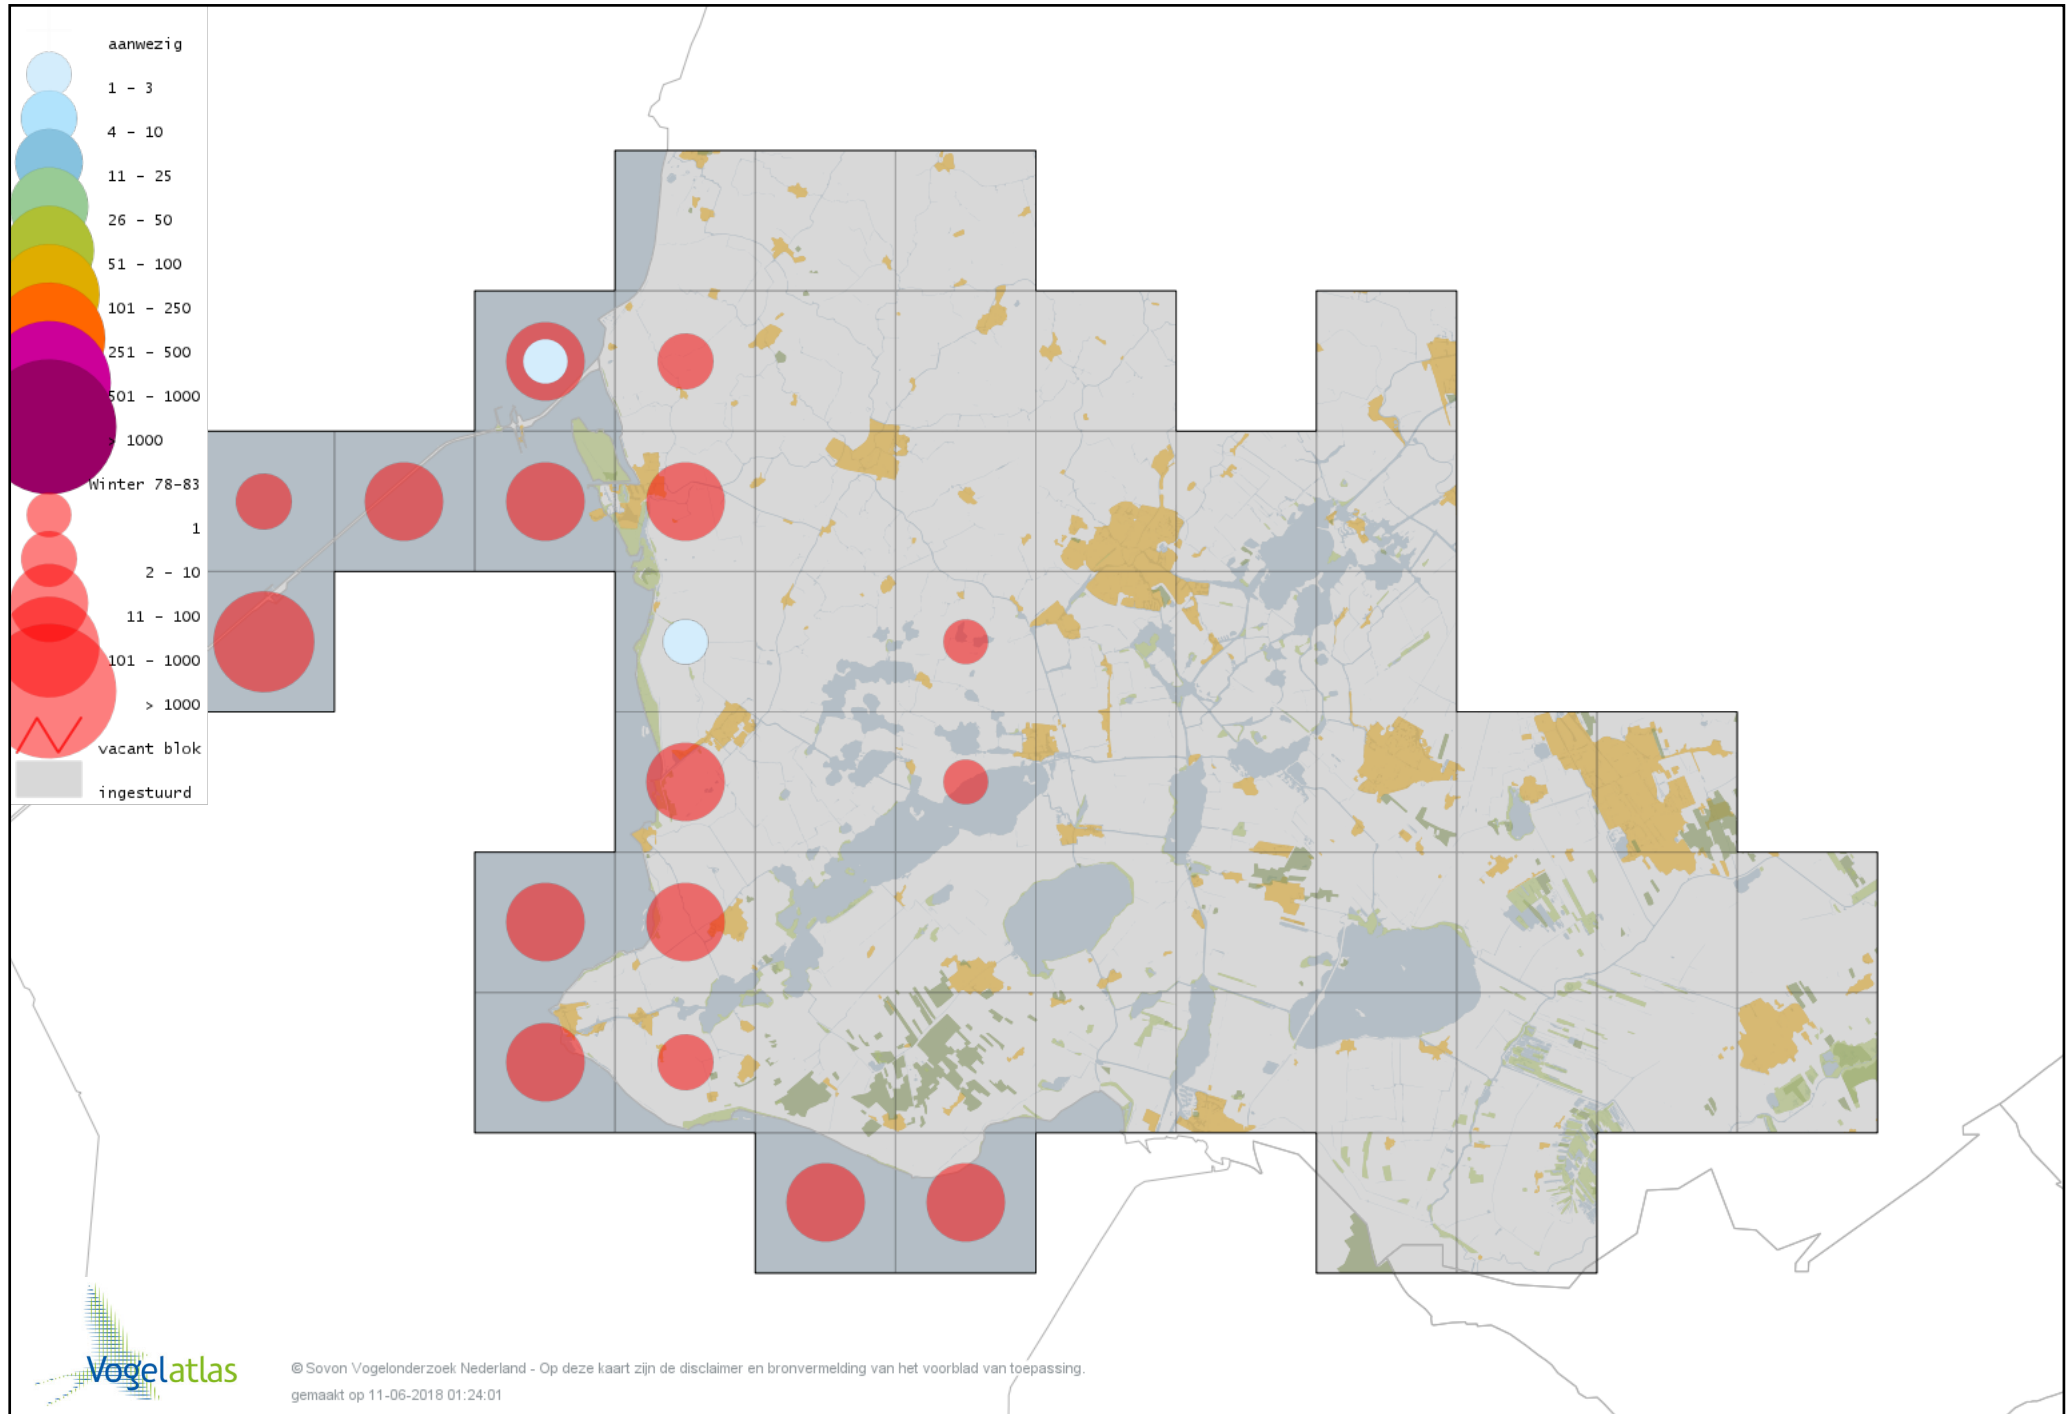 aanwezig
1 - 3
4 - 10
11 - 25
26 - 50
51 - 100
101 - 250
251 - 500
501 - 1000
> 1000
Winter 78-83
1
2 - 10
11 - 100
101 - 1000
> 1000
vacant blok
ingestuurd
Vogelatlas
© Sovon Vogelonderzoek Nederland - Op deze kaart zijn de disclaimer en bronvermelding van het voorblad van toepassing.
gemaakt op 11-06-2018 01:24:01